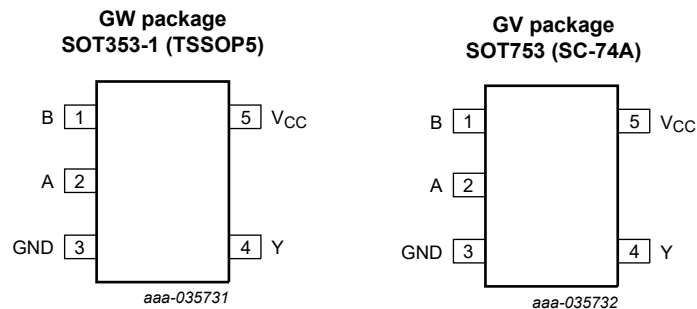 GW package
SOT353-1 (TSSOP5)
B 1 5 VCC
A 2
GND 3 4 Y
aaa-035731
GV package
SOT753 (SC-74A)
B 1 5 VCC
A 2
GND 3 4 Y
aaa-035732